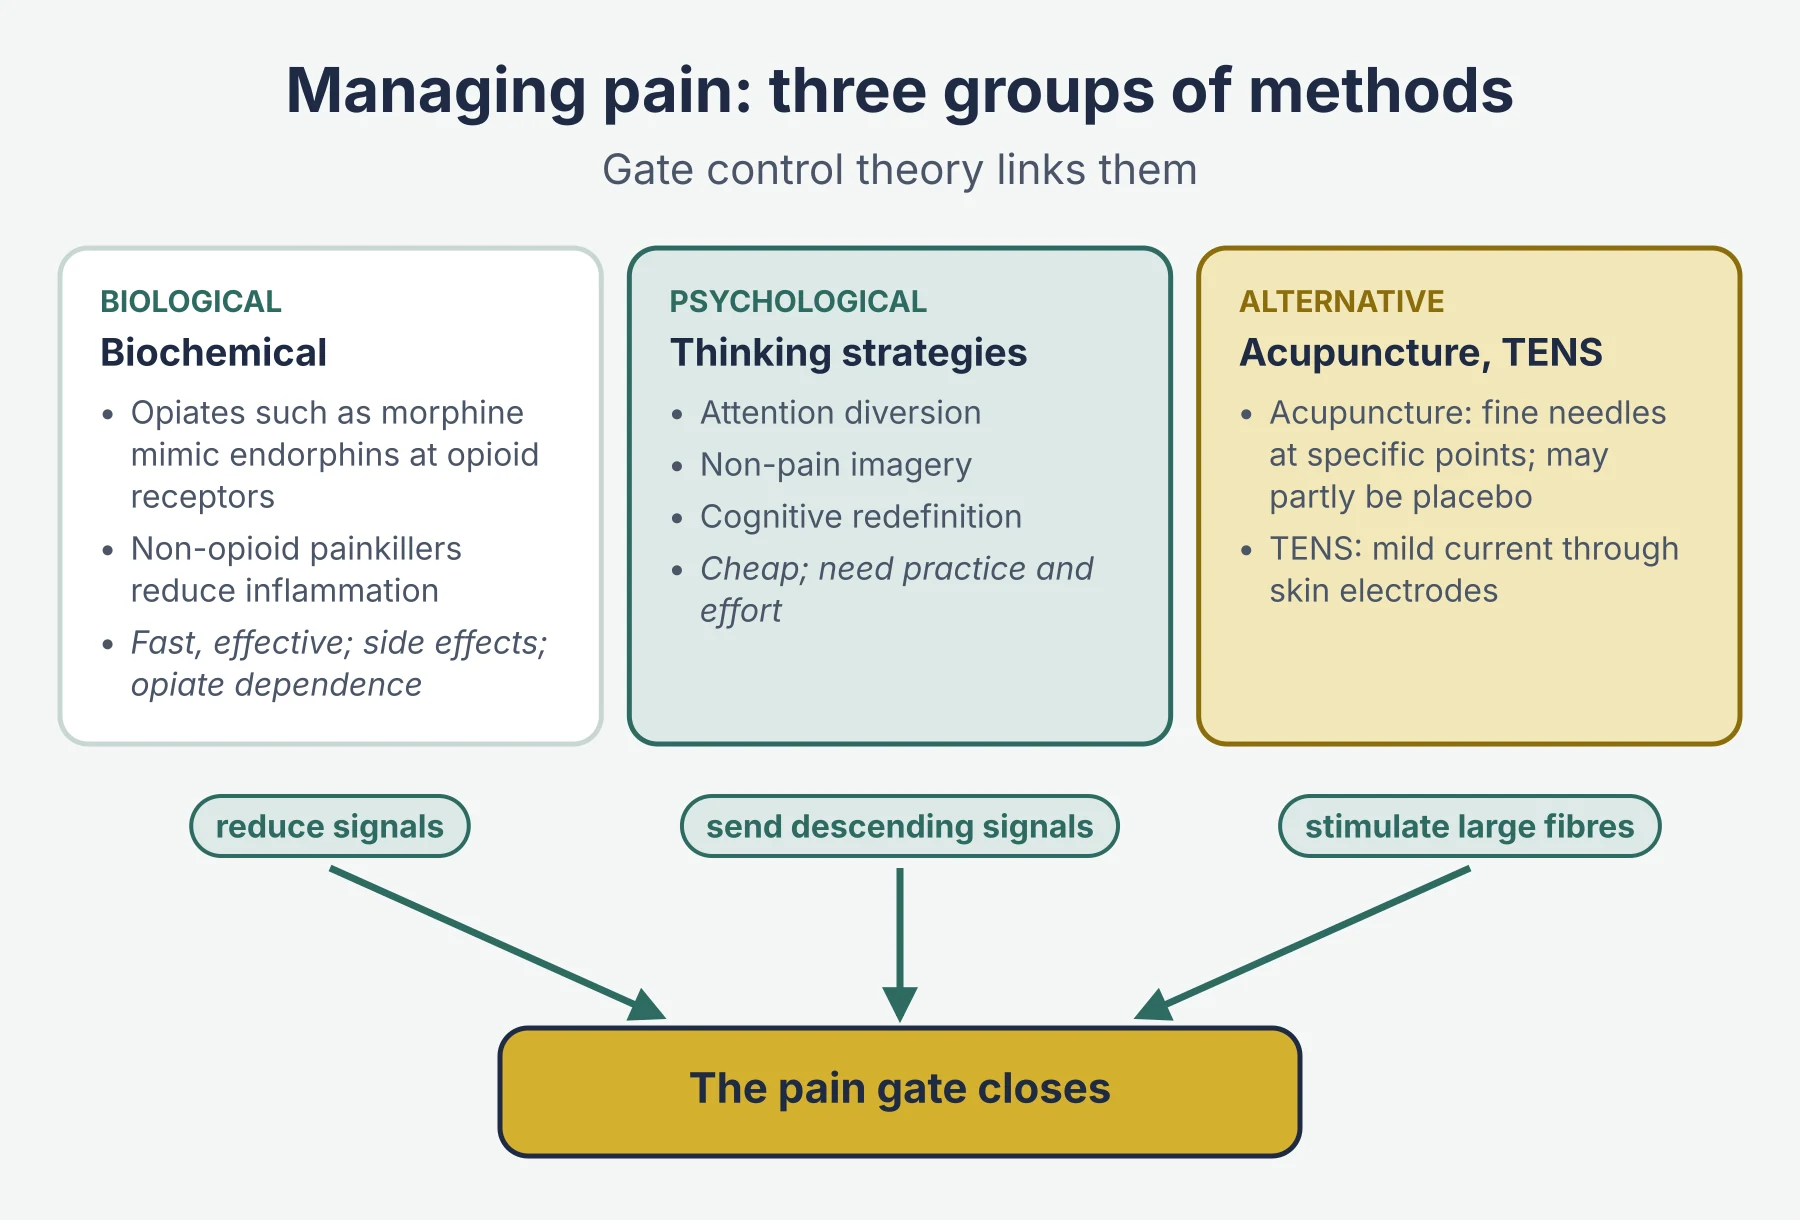 Managing pain: three groups of methods
Gate control theory links them
BIOLOGICAL
Biochemical
• Opiates such as morphine
mimic endorphins at opioid
receptors
• Non-opioid painkillers
reduce inflammation
• Fast, effective; side effects;
opiate dependence
PSYCHOLOGICAL
Thinking strategies
• Attention diversion
• Non-pain imagery
• Cognitive redefinition
• Cheap; need practice and
effort
ALTERNATIVE
Acupuncture, TENS
• Acupuncture: fine needles
at specific points; may
partly be placebo
• TENS: mild current through
skin electrodes
reduce signals
send descending signals
stimulate large fibres
The pain gate closes